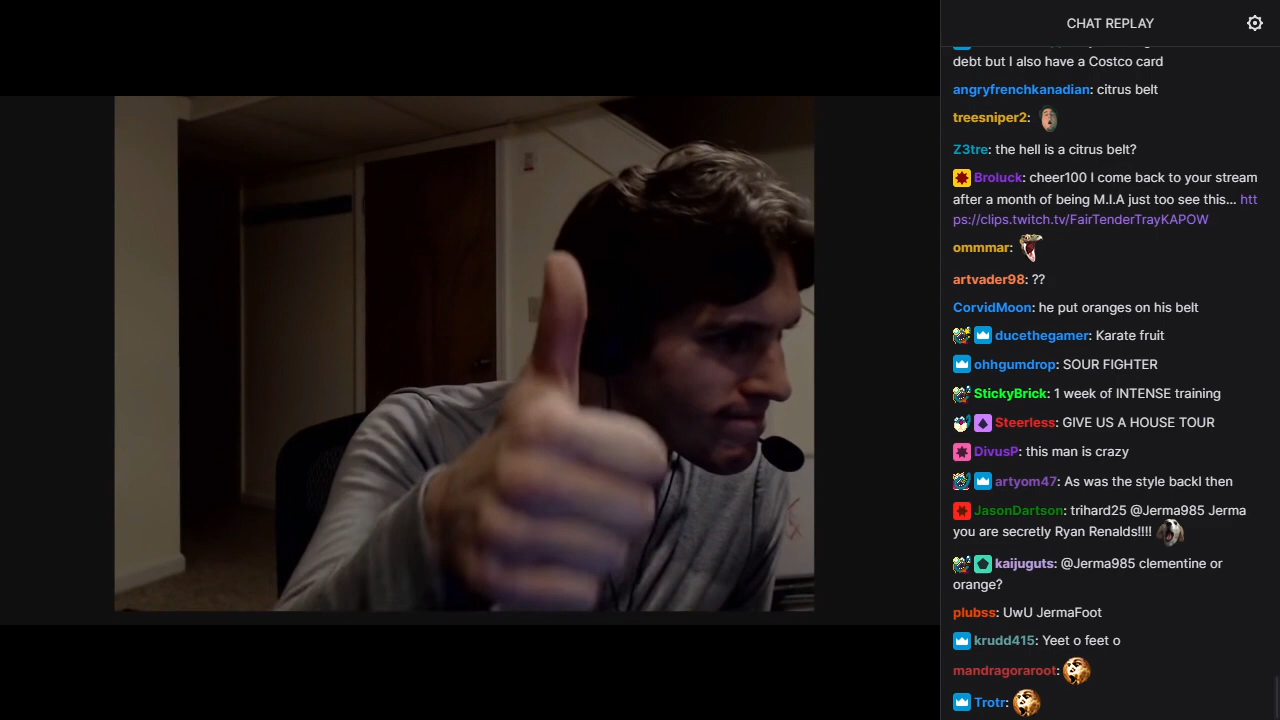 CHAT REPLAY
debt but I also have a Costco card
angryfrenchkanadian: citrus belt
treesniper2:
Z3tre: the hell is a citrus belt?
Broluck: cheer100 I come back to your stream
after a month of being M.I.A just too see this... htt
ps://clips.twitch.tv/FairTenderTrayKAPOW
ommmar:
artvader98: ??
CorvidMoon: he put oranges on his belt
ducethegamer: Karate fruit
ohhgumdrop: SOUR FIGHTER
StickyBrick: 1 week of INTENSE training
Steerless: GIVE US A HOUSE TOUR
DivusP: this man is crazy
artyom47: As was the style backl then
JasonDartson: trihard25 @Jerma985 Jerma
you are secretly Ryan Renalds!!!!
kaijuguts: @Jerma985 clementine or
orange?
plubss: UwU JermaFoot
krudd415: Yeet o feet o
mandragoraroot:
Trotr: